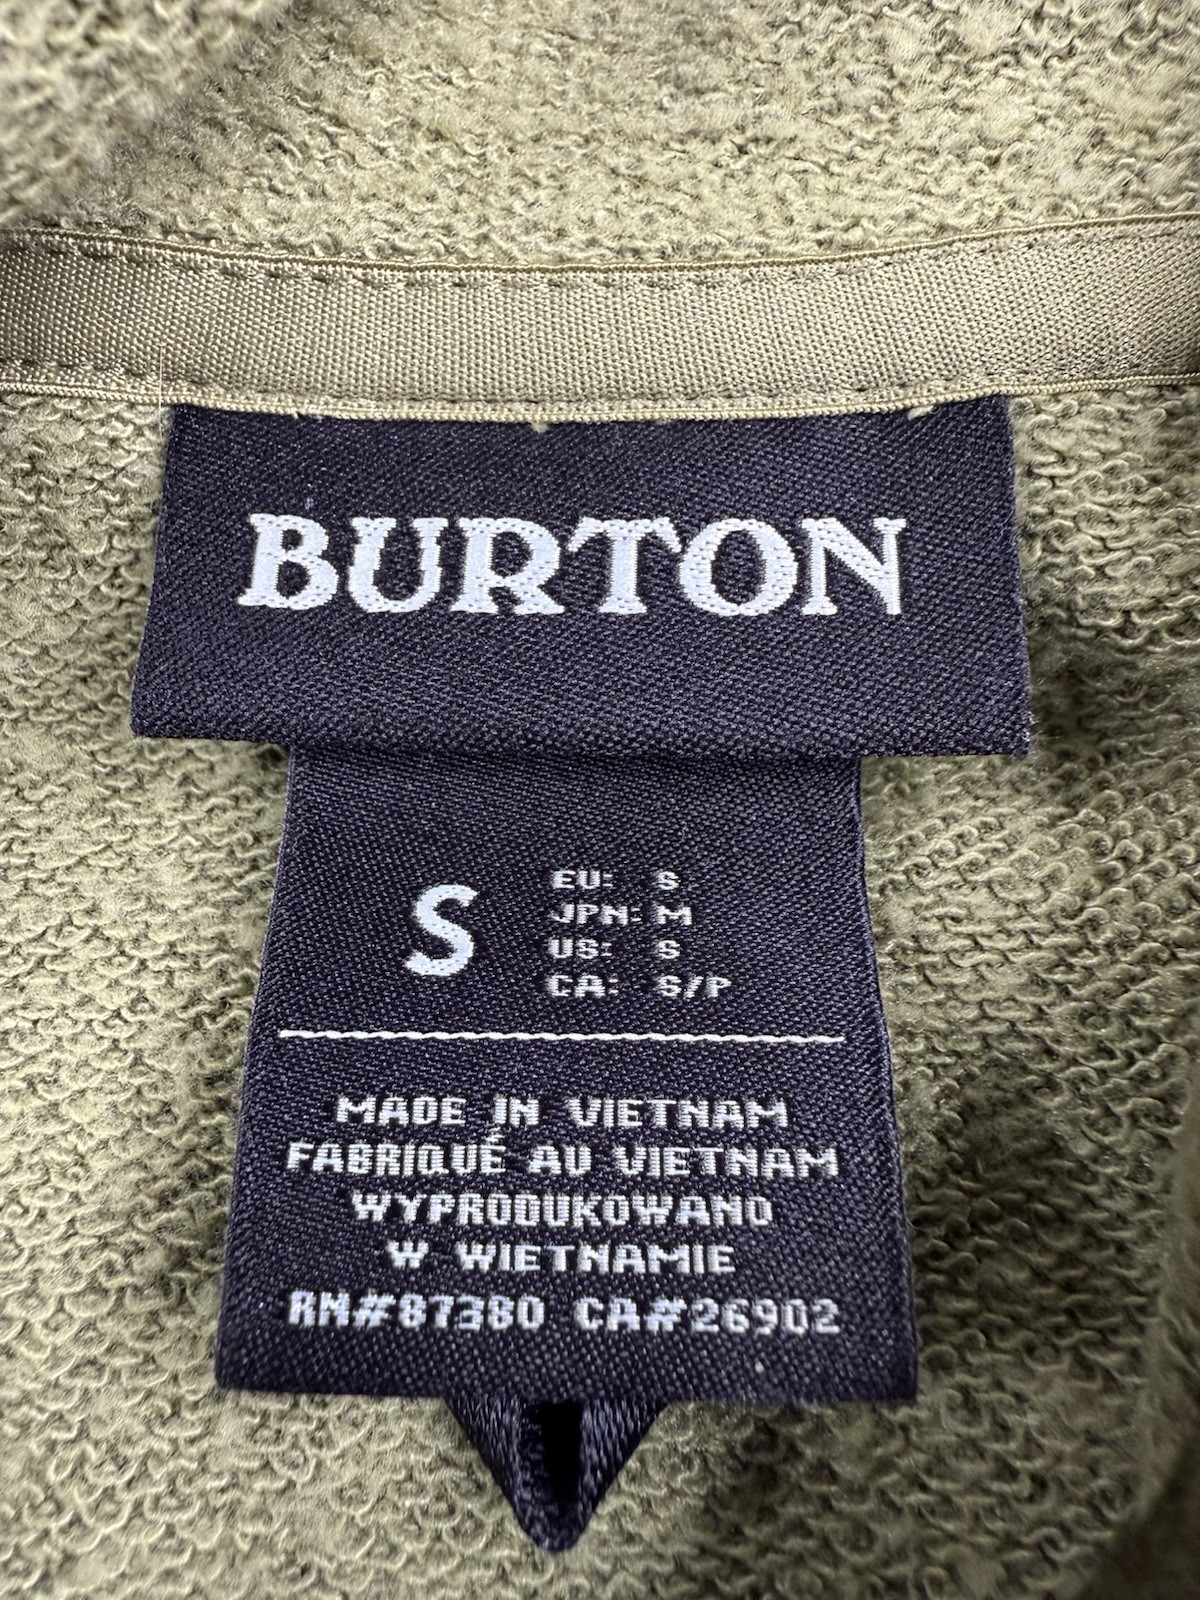 BURTON
S
EU: S
JPN: M
US: S
CA: S/P
MADE IN VIETNAM
FABRIQUÉ AU VIETNAM
WYPRODUKOWANO
W WIETNAMIE
RN#87380 CA#26902